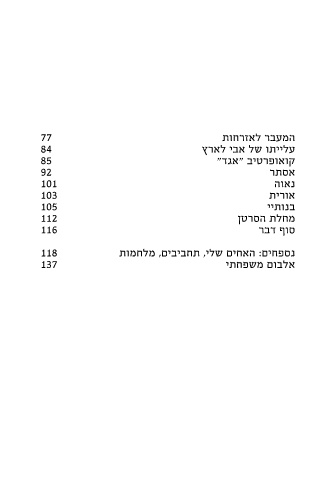 המעבר לאזרחות 77
עלייתו של אבי לארץ 84
קואופרטיב "אגד" 85
אסתר 92
נאוה 101
אורית 103
בנותיי 105
מחלת הסרטן 112
סוף דבר 116
נספחים: האחים שלי, תחביבים, מלחמות 118
אלבום משפחתי 137